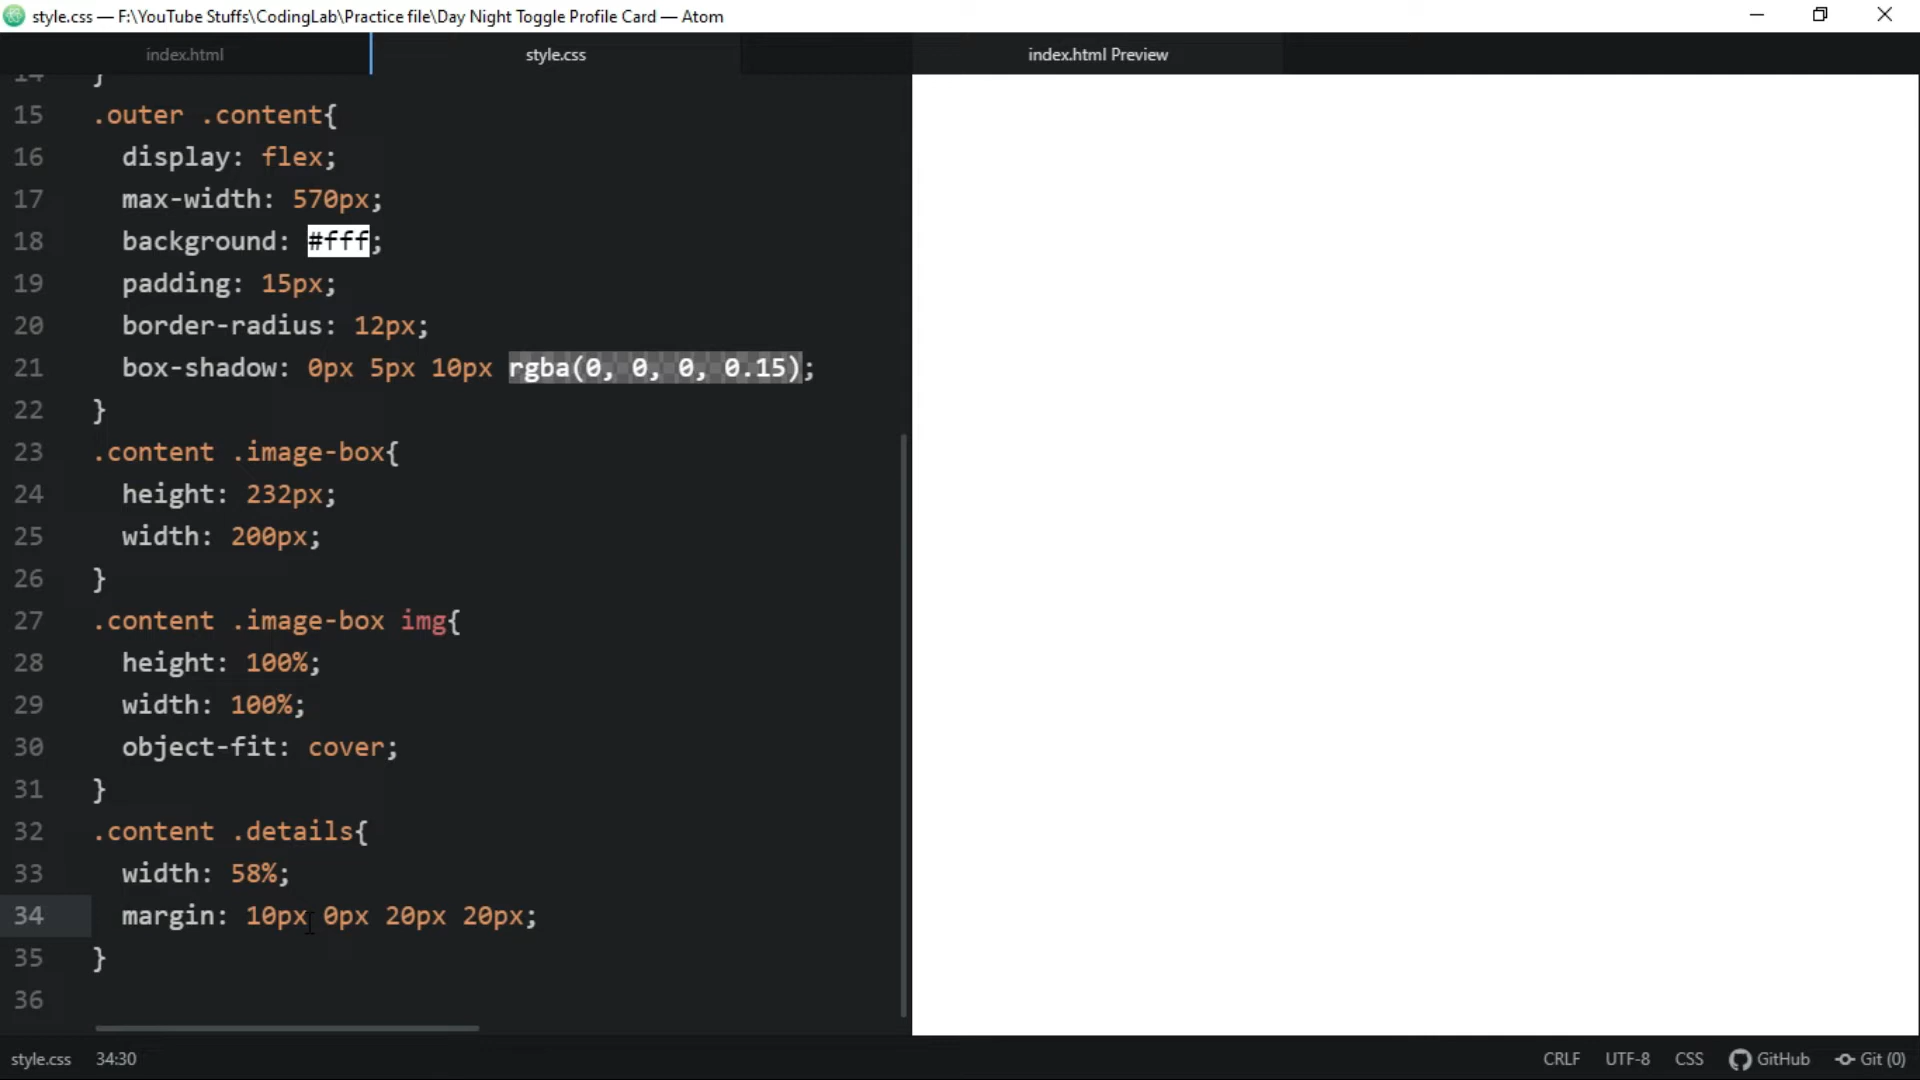 style.css — F:\YouTube Stuffs\CodingLab\Practice file\Day Night Toggle Profile Card — Atom
index.html style.css index.html Preview
14 }
15 .outer .content{
16 display: flex;
17 max-width: 570px;
18 background: #fff;
19 padding: 15px;
20 border-radius: 12px;
21 box-shadow: 0px 5px 10px rgba(0, 0, 0, 0.15);
22 }
23 .content .image-box{
24 height: 232px;
25 width: 200px;
26 }
27 .content .image-box img{
28 height: 100%;
29 width: 100%;
30 object-fit: cover;
31 }
32 .content .details{
33 width: 58%;
34 margin: 10px 0px 20px 20px;
35 }
36
style.css 34:30 CRLF UTF-8 CSS GitHub Git (0)